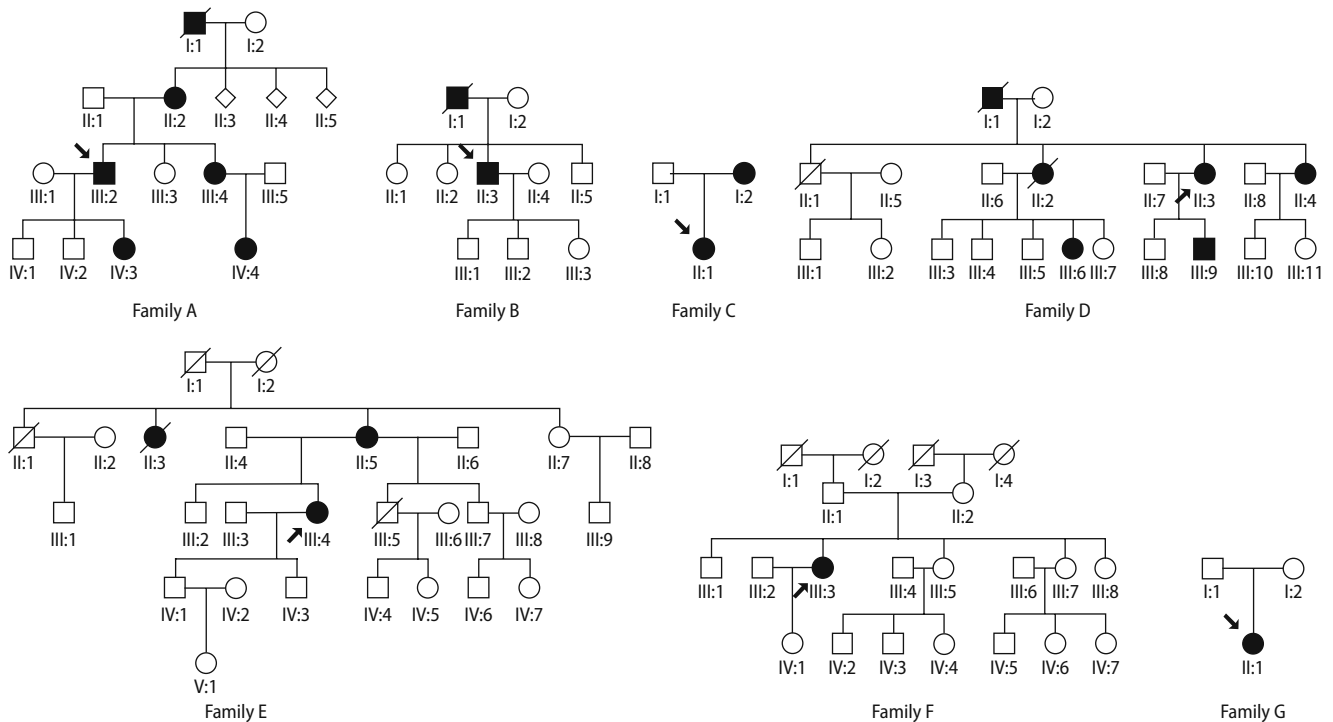 I:1 I:2
II:1 II:2 II:3 II:4 II:5
III:1 III:2 III:3 III:4 III:5
IV:1 IV:2 IV:3 IV:4
Family A
I:1 I:2
II:1 II:2 II:3 II:4 II:5
III:1 III:2 III:3
Family B
I:1 I:2
II:1
Family C
I:1 I:2
II:1 II:5 II:6 II:2 II:7 II:3 II:8 II:4
III:1 III:2 III:3 III:4 III:5 III:6 III:7 III:8 III:9 III:10 III:11
Family D
I:1 I:2
II:1 II:2 II:3 II:4 II:5 II:6 II:7 II:8
III:1 III:2 III:3 III:4 III:5 III:6 III:7 III:8 III:9
IV:1 IV:2 IV:3 IV:4 IV:5 IV:6 IV:7
V:1
Family E
I:1 I:2 I:3 I:4
II:1 II:2
III:1 III:2 III:3 III:4 III:5 III:6 III:7 III:8
IV:1 IV:2 IV:3 IV:4 IV:5 IV:6 IV:7
Family F
I:1 I:2
II:1
Family G